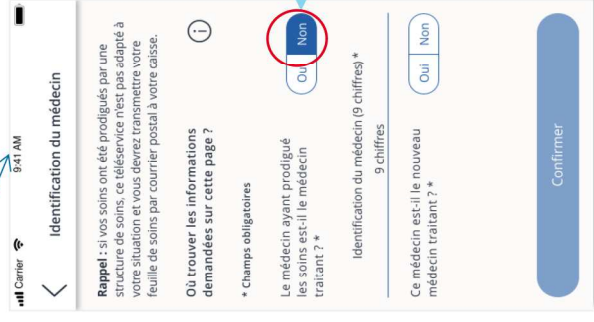 Carrier 9:41 AM
Identification du médecin
Rappel : si vos soins ont été prodigués par une
structure de soins, ce téléservice n'est pas adapté à
votre situation et vous devrez transmettre votre
feuille de soins par courrier postal à votre caisse.
Où trouver les informations
demandées sur cette page ?
i
* Champs obligatoires
Le médecin ayant prodigué
les soins est-il le médecin
traitant ? *
Oui Non
Identification du médecin (9 chiffres) *
9 chiffres
Ce médecin est-il le nouveau
médecin traitant ? *
Oui Non
Confirmer